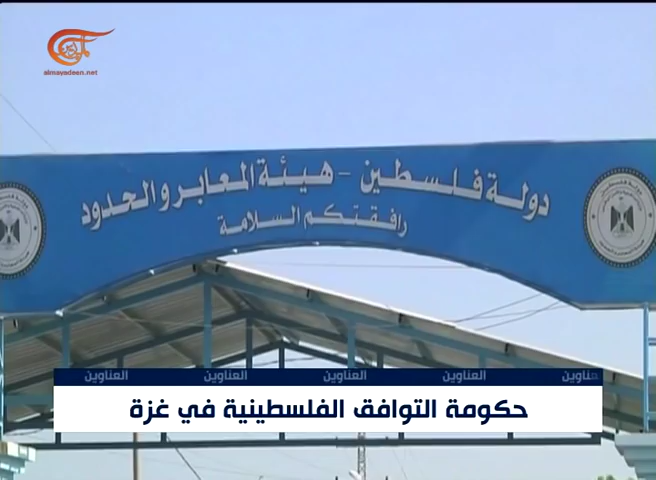 almayadeen.net
دولة فلسطين - هيئة المعابر والحدود
رافقتكم السلامة
العناوين العناوين العناوين العناوين العناوين
حكومة التوافق الفلسطينية في غزة